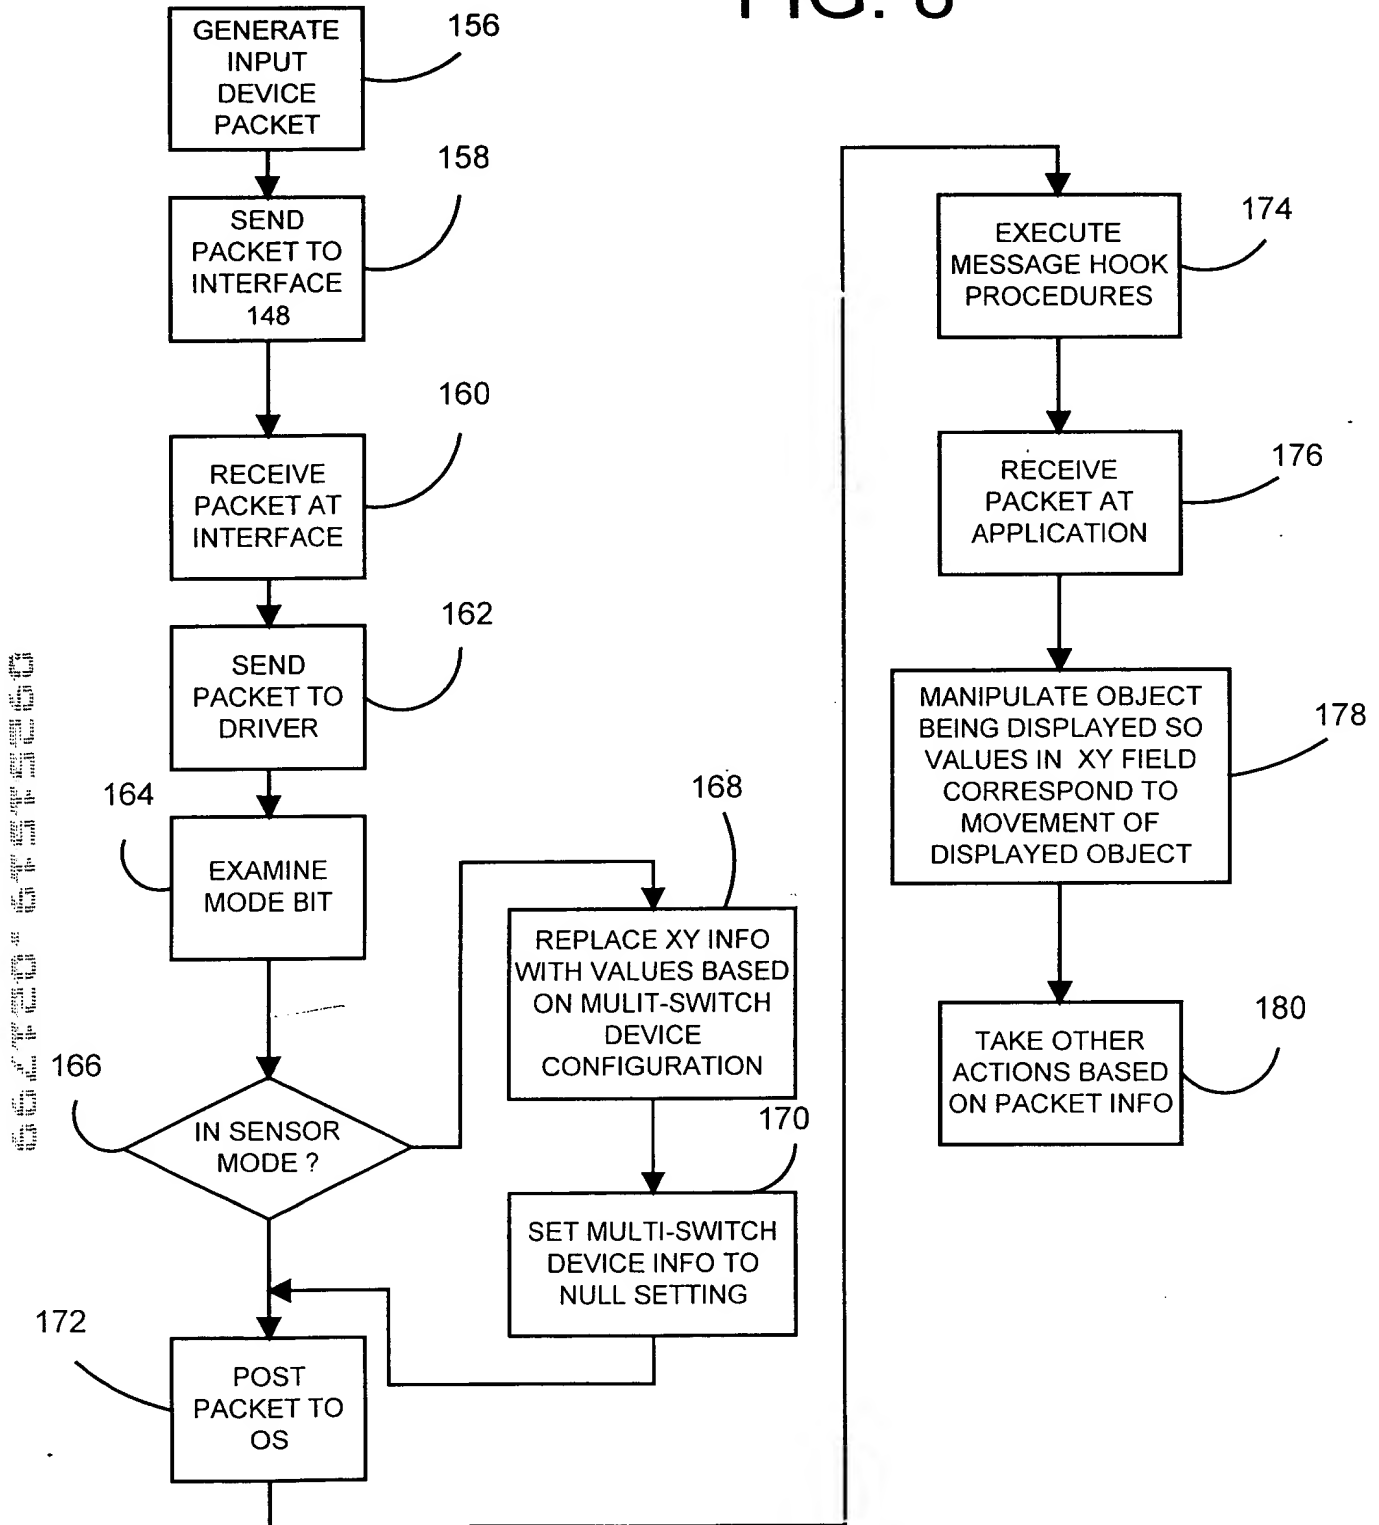 FIG. 8
GENERATE
INPUT
DEVICE
PACKET
156
SEND
PACKET TO
INTERFACE
148
158
RECEIVE
PACKET AT
INTERFACE
160
SEND
PACKET TO
DRIVER
162
EXAMINE
MODE BIT
164
IN SENSOR
MODE ?
166
REPLACE XY INFO
WITH VALUES BASED
ON MULIT-SWITCH
DEVICE
CONFIGURATION
168
SET MULTI-SWITCH
DEVICE INFO TO
NULL SETTING
170
POST
PACKET TO
OS
172
EXECUTE
MESSAGE HOOK
PROCEDURES
174
RECEIVE
PACKET AT
APPLICATION
176
MANIPULATE OBJECT
BEING DISPLAYED SO
VALUES IN XY FIELD
CORRESPOND TO
MOVEMENT OF
DISPLAYED OBJECT
178
TAKE OTHER
ACTIONS BASED
ON PACKET INFO
180